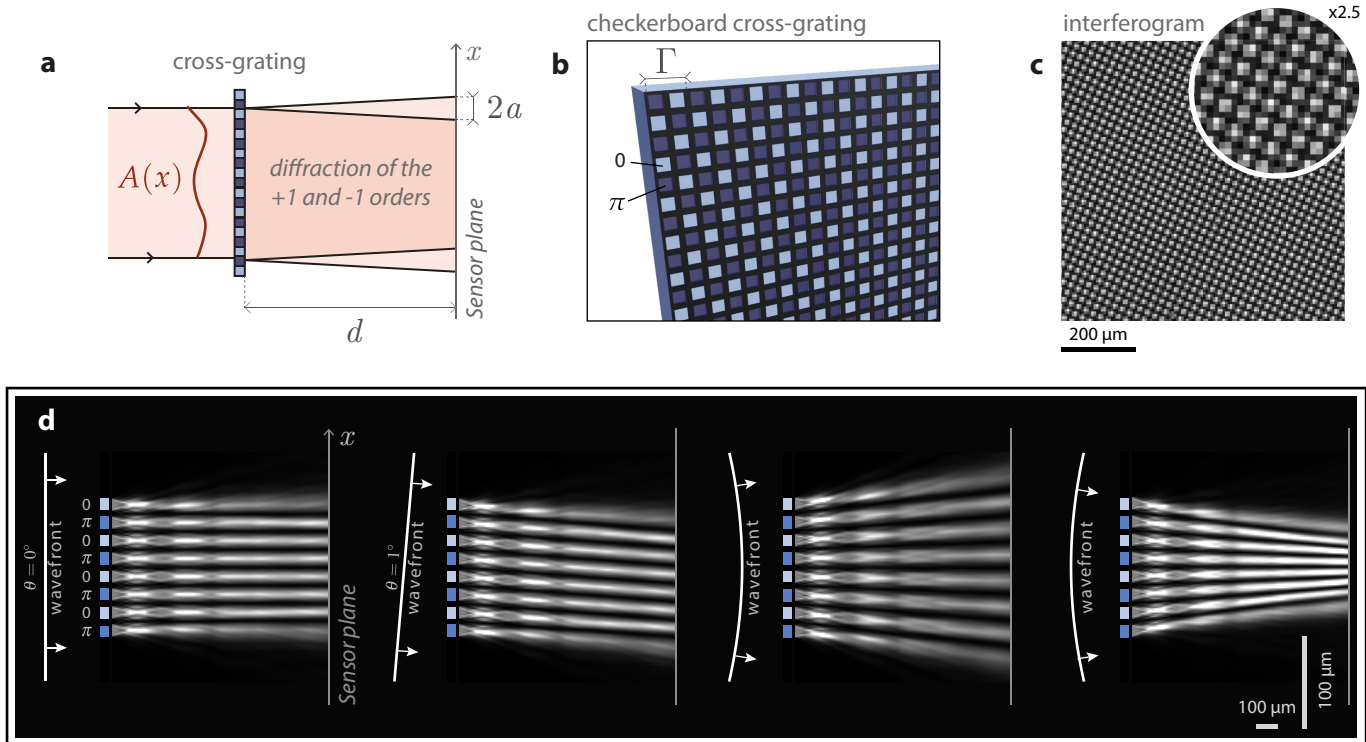 a
cross-grating
x
2a
A(x)
diffraction of the
+1 and -1 orders
Sensor plane
d
checkerboard cross-grating
b
Γ
0
π
interferogram
x2.5
c
200 µm
d
x
θ = 0°
wavefront
0
π
0
π
0
π
0
π
Sensor plane
θ = 1°
wavefront
wavefront
wavefront
100 µm
100 µm